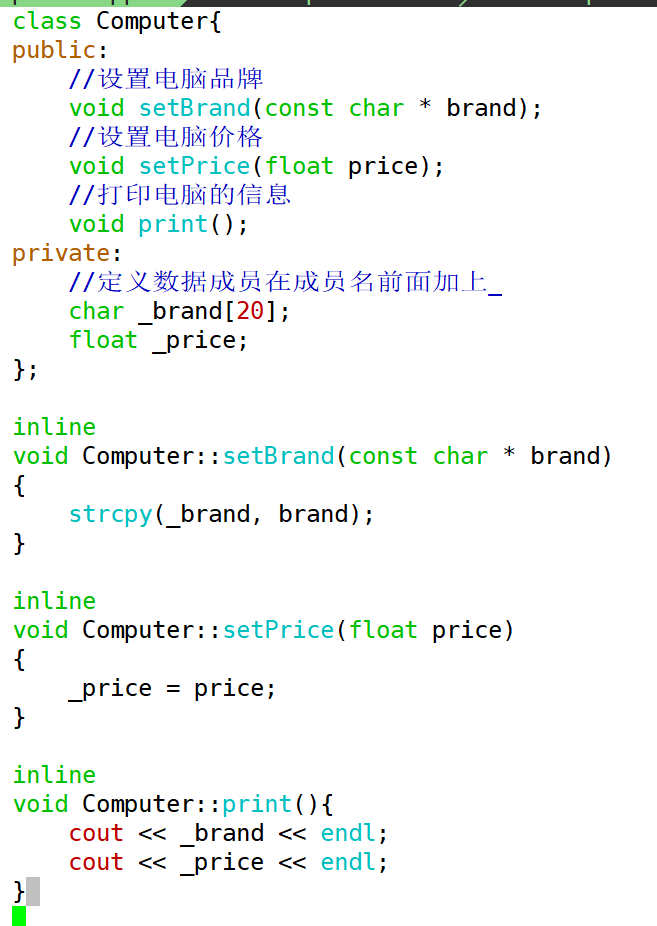 class Computer{
public:
    //设置电脑品牌
    void setBrand(const char * brand);
    //设置电脑价格
    void setPrice(float price);
    //打印电脑的信息
    void print();
private:
    //定义数据成员在成员名前面加上_
    char _brand[20];
    float _price;
};

inline
void Computer::setBrand(const char * brand)
{
    strcpy(_brand, brand);
}

inline
void Computer::setPrice(float price)
{
    _price = price;
}

inline
void Computer::print(){
    cout << _brand << endl;
    cout << _price << endl;
}